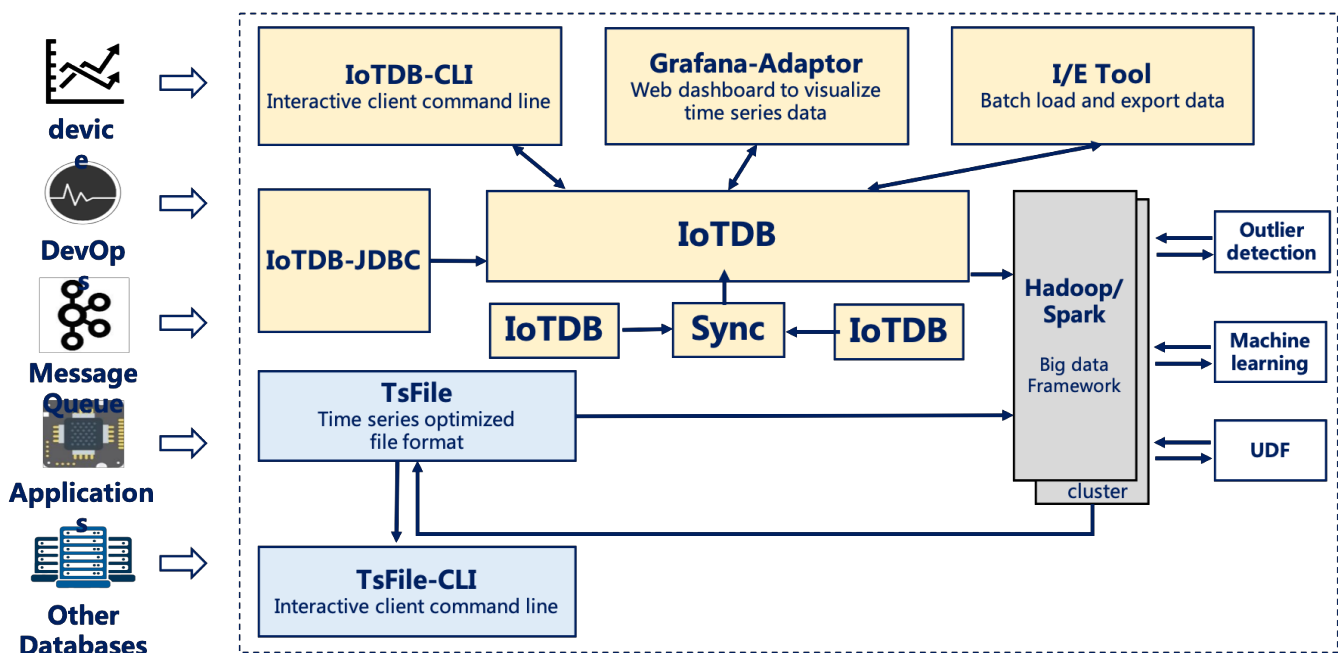 devic
e
DevOp
s
Message
Queue
Application
s
Other
Databases
IoTDB-CLI
Interactive client command line
Grafana-Adaptor
Web dashboard to visualize
time series data
I/E Tool
Batch load and export data
IoTDB-JDBC
IoTDB
IoTDB
Sync
IoTDB
TsFile
Time series optimized
file format
TsFile-CLI
Interactive client command line
Hadoop/
Spark
Big data
Framework
cluster
Outlier
detection
Machine
learning
UDF